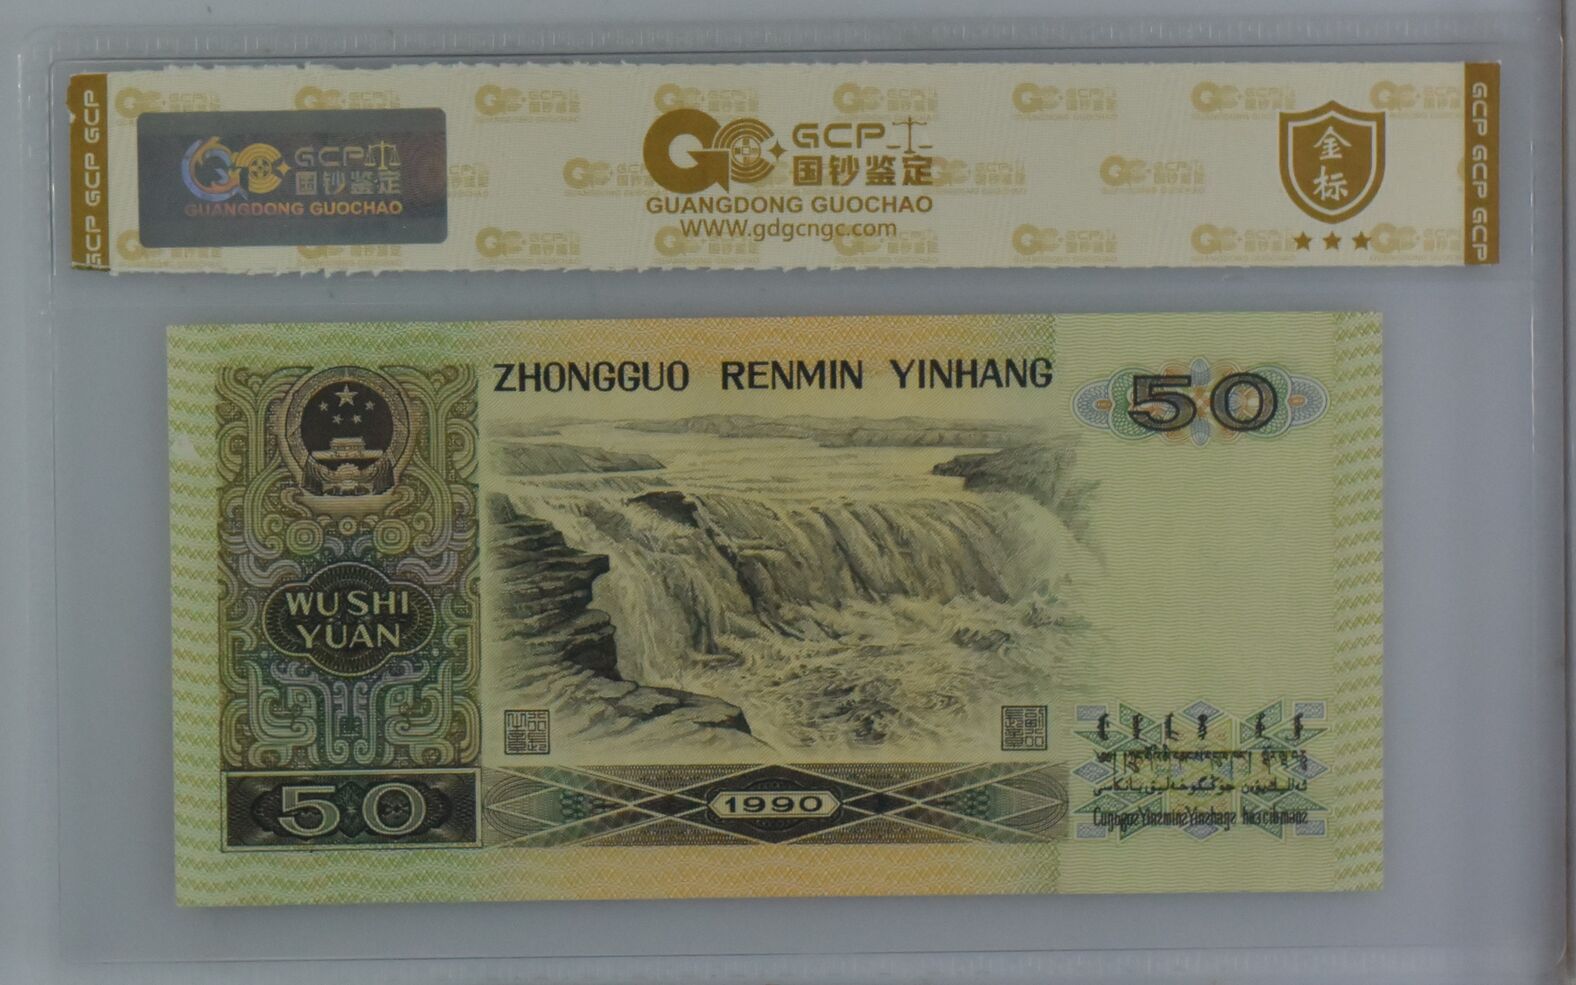 GCP GCP GCP
GCP
国钞鉴定
GUANGDONG GUOCHAO
GCP
国钞鉴定
GUANGDONG GUOCHAO
WWW.gdgcngc.com
金标
GCP GCP GCP
ZHONGGUO RENMIN YINHANG
50
WU SHI
YUAN
50
1990